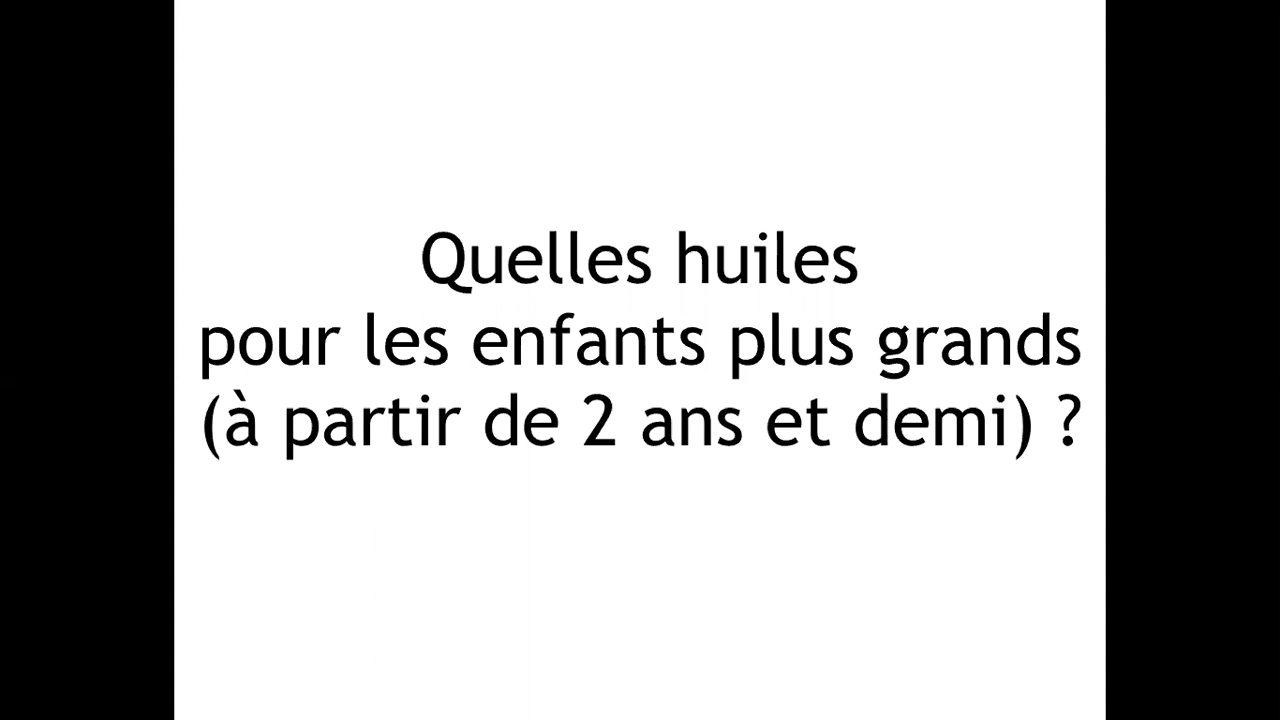 Quelles huiles
pour les enfants plus grands
(à partir de 2 ans et demi) ?